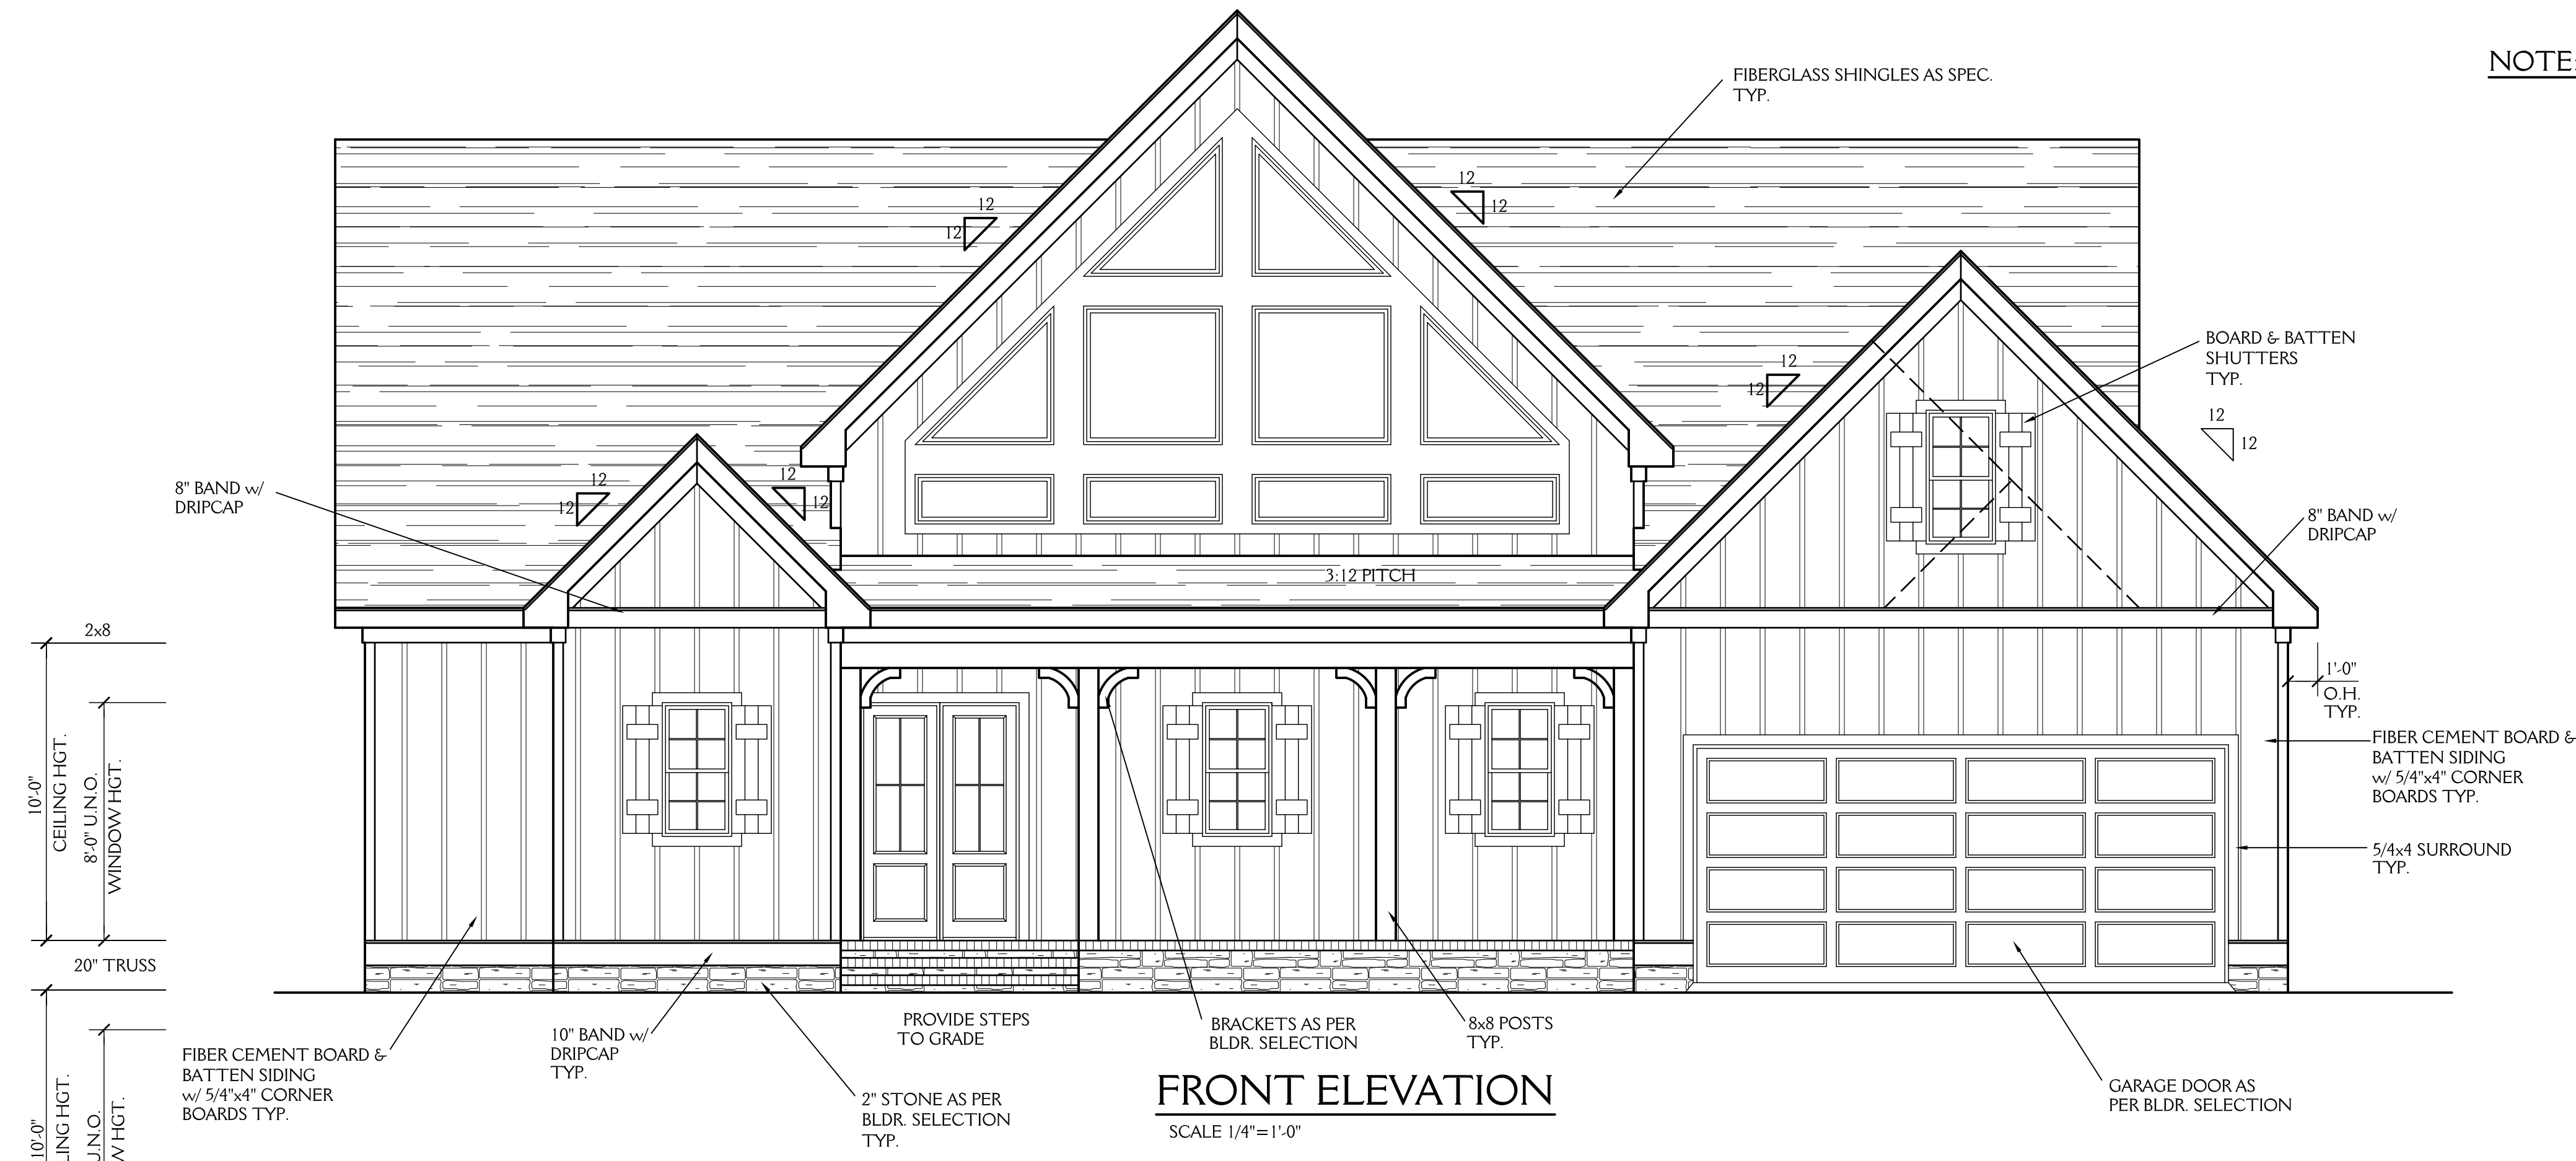 NOTE:
FIBERGLASS SHINGLES AS SPEC.
TYP.
12
12
12
12
BOARD & BATTEN
SHUTTERS
TYP.
12
12
12
12
8" BAND w/
DRIPCAP
12
12
12
12
8" BAND w/
DRIPCAP
3:12 PITCH
2x8
10'-0"
CEILING HGT.
8'-0" U.N.O.
WINDOW HGT.
1'-0"
O.H.
TYP.
FIBER CEMENT BOARD &
BATTEN SIDING
w/ 5/4"x4" CORNER
BOARDS TYP.
5/4x4 SURROUND
TYP.
20" TRUSS
FIBER CEMENT BOARD &
BATTEN SIDING
w/ 5/4"x4" CORNER
BOARDS TYP.
10" BAND w/
DRIPCAP
TYP.
2" STONE AS PER
BLDR. SELECTION
TYP.
PROVIDE STEPS
TO GRADE
BRACKETS AS PER
BLDR. SELECTION
8x8 POSTS
TYP.
GARAGE DOOR AS
PER BLDR. SELECTION
FRONT ELEVATION
SCALE 1/4"=1'-0"
10'-0"
LING HGT.
U.N.O.
W HGT.